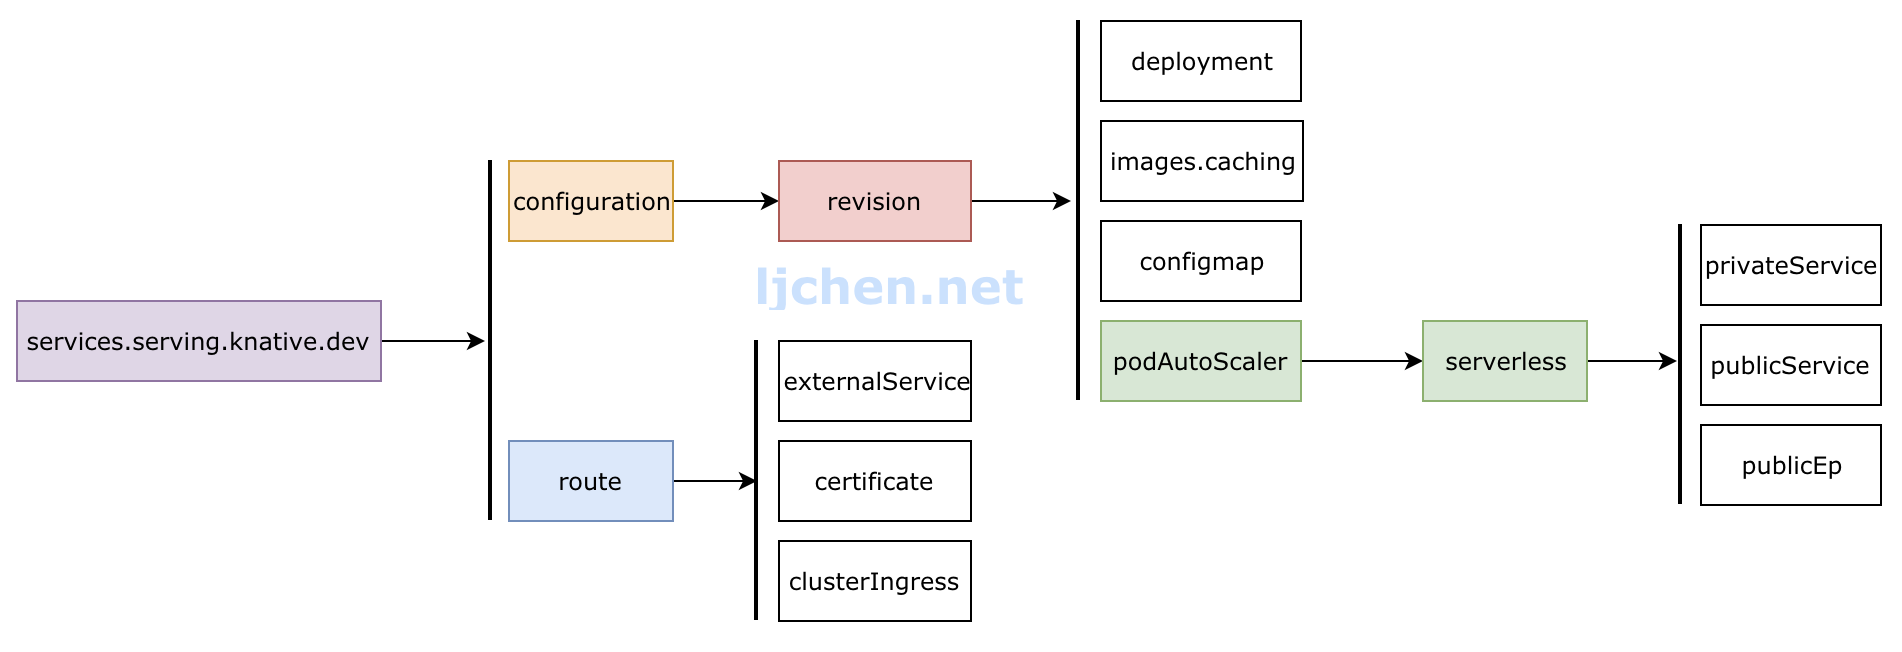 services.serving.knative.dev
configuration
revision
deployment
images.caching
configmap
podAutoScaler
serverless
privateService
publicService
publicEp
ljchen.net
route
externalService
certificate
clusterIngress